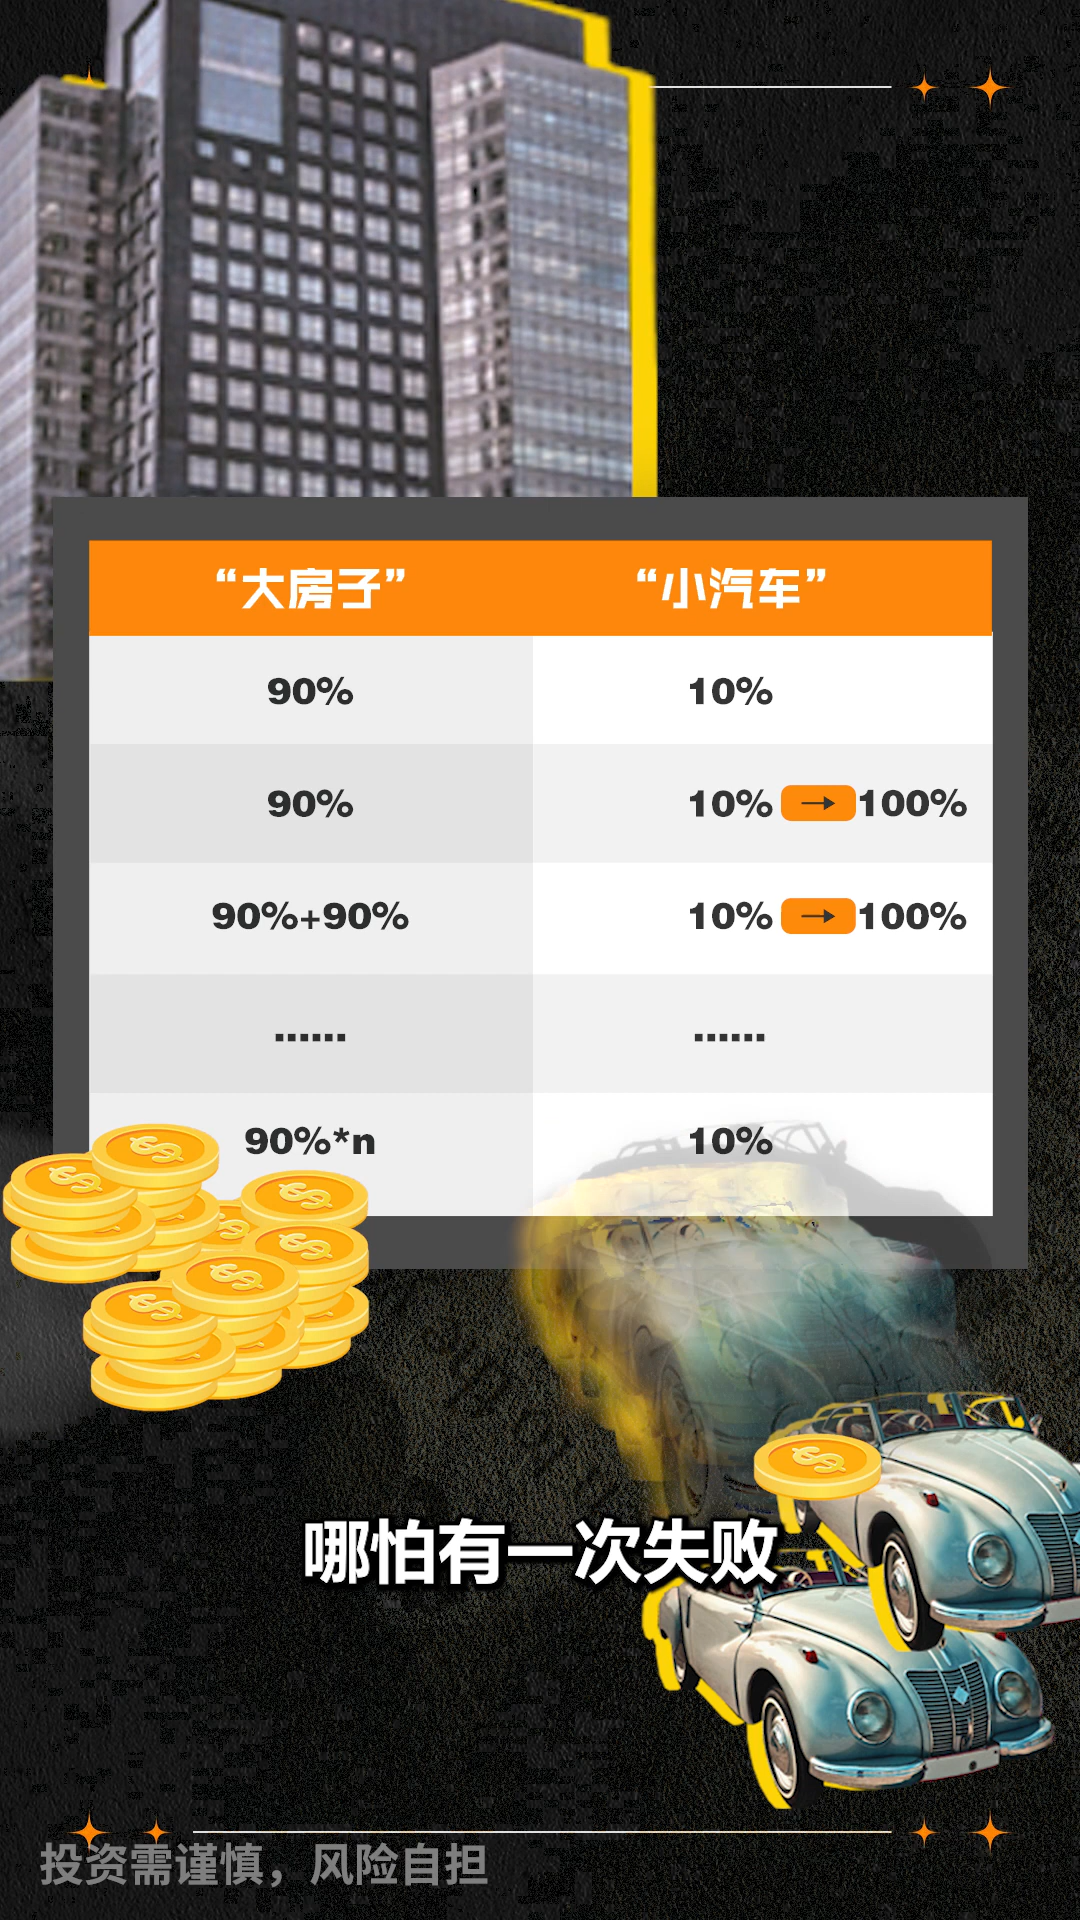 “大房子” “小汽车”
90% 10%
90% 10% → 100%
90%+90% 10% → 100%
...... ......
90%*n 10%
哪怕有一次失败
投资需谨慎，风险自担